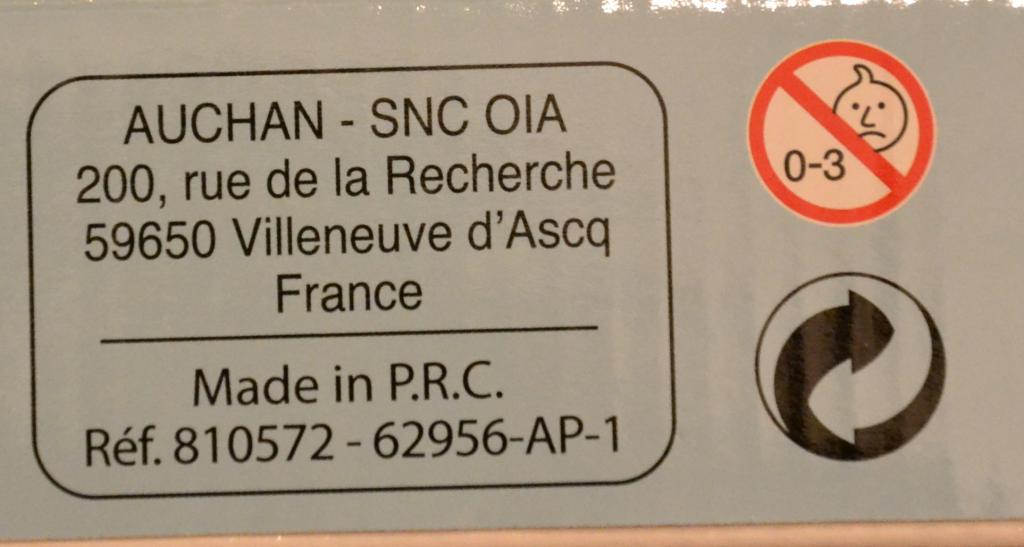 AUCHAN - SNC OIA
200, rue de la Recherche
59650 Villeneuve d'Ascq
France
Made in P.R.C.
Réf. 810572 - 62956-AP-1
0-3